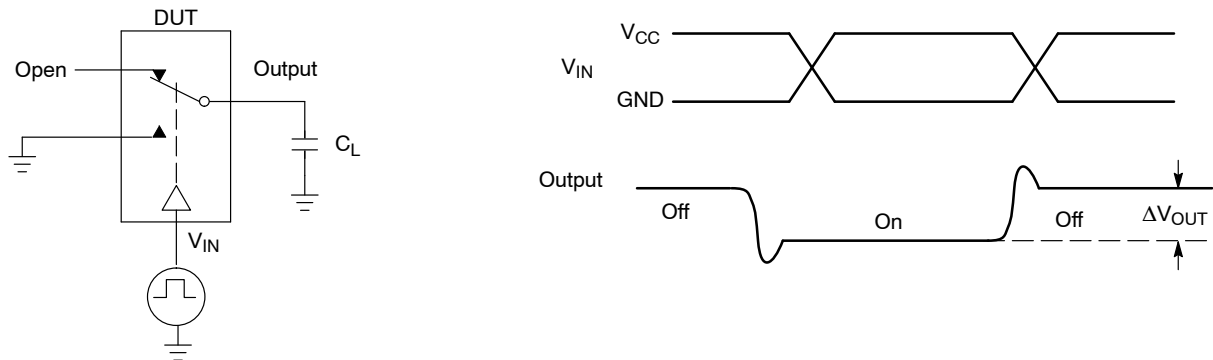 DUT
Open
Output
C_L
V_IN
V_CC
V_IN
GND
Output
Off
On
Off
ΔV_OUT